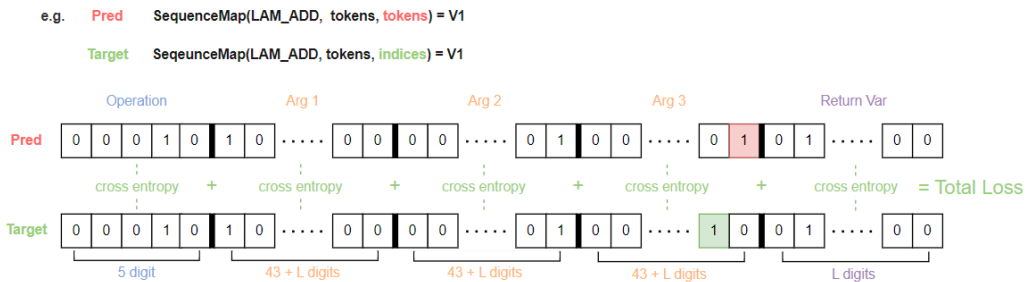 e.g. Pred SequenceMap(LAM_ADD, tokens, tokens) = V1
Target SeqeunceMap(LAM_ADD, tokens, indices) = V1
Operation Arg 1 Arg 2 Arg 3 Return Var
Pred 0 0 0 1 0 1 0 ..... 0 0 0 0 ..... 0 1 0 0 ..... 0 1 0 1 ..... 0 0
cross entropy + cross entropy + cross entropy + cross entropy + cross entropy = Total Loss
Target 0 0 0 1 0 1 0 ..... 0 0 0 0 ..... 0 1 0 0 ..... 1 0 0 1 ..... 0 0
5 digit 43 + L digits 43 + L digits 43 + L digits L digits